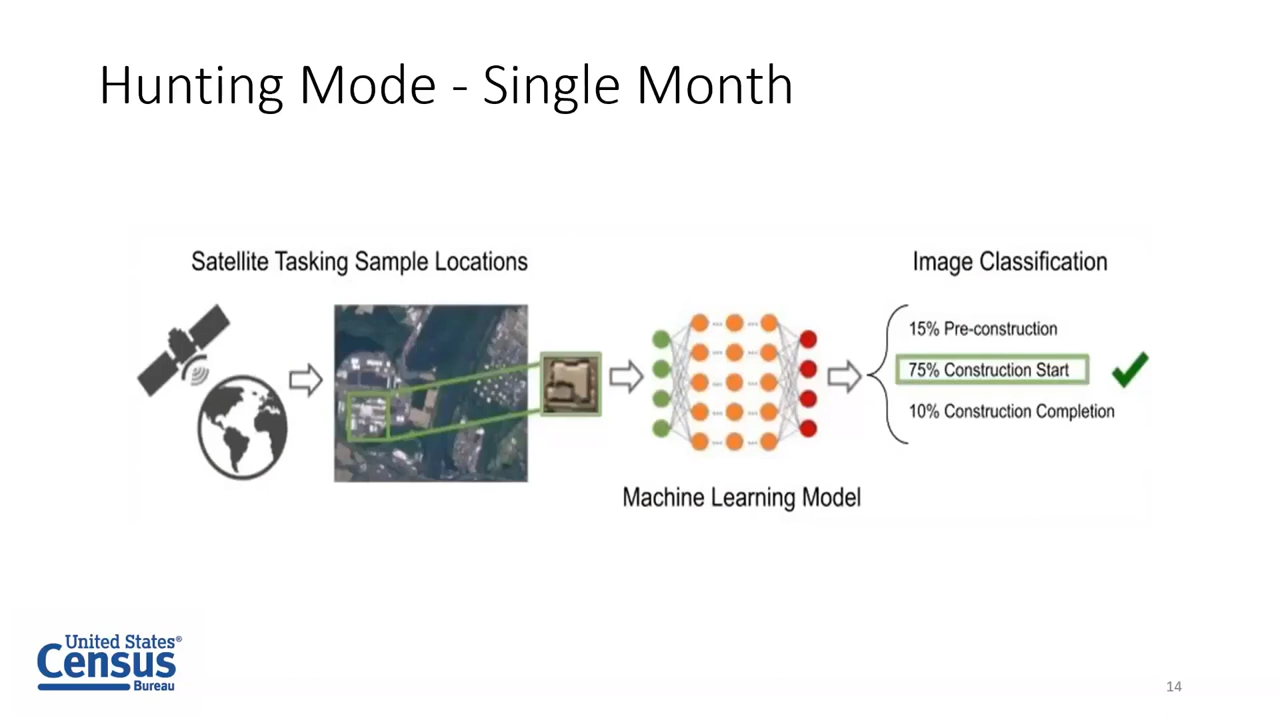 Hunting Mode - Single Month
Satellite Tasking Sample Locations
Image Classification
15% Pre-construction
75% Construction Start
10% Construction Completion
Machine Learning Model
United States®
Census
Bureau
14